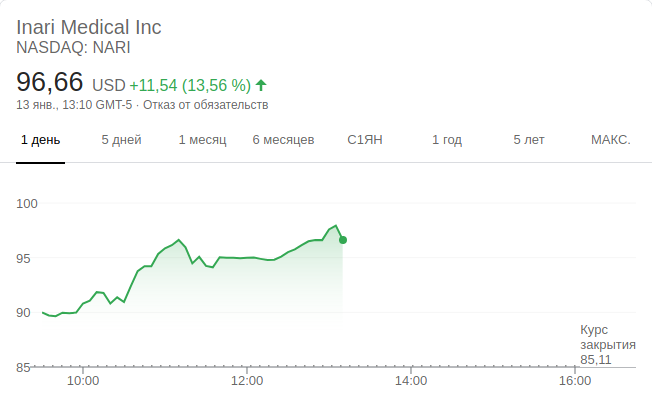 Inari Medical Inc
NASDAQ: NARI
96,66 USD +11,54 (13,56 %) ↑
13 янв., 13:10 GMT-5 · Отказ от обязательств
1 день 5 дней 1 месяц 6 месяцев С1ЯН 1 год 5 лет МАКС.
100
95
90
Курс
закрытия
85,11
85
10:00 12:00 14:00 16:00